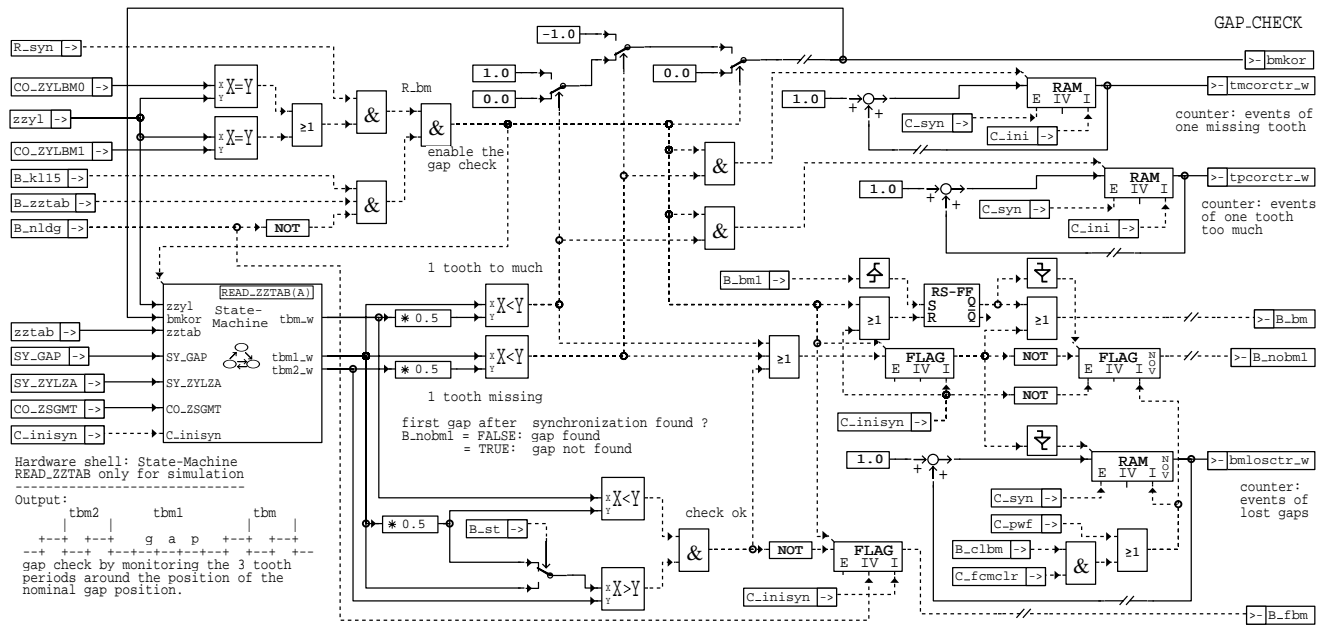 GAP_CHECK
R_syn ->
CO_ZYLBM0 ->
zzyl ->
CO_ZYLBM1 ->
B_kl15 ->
B_zztab ->
B_nldg ->
X
Y
X=Y
X
Y
X=Y
≥1
&
R_bm
&
enable the
gap check
&
NOT
-1.0
1.0
0.0
0.0
>- bmkor
1.0
+
+
RAM
E IV I
C_syn ->
C_ini ->
>- tmcorctr_w
counter: events of
one missing tooth
&
1.0
+
+
RAM
E IV I
C_syn ->
C_ini ->
>- tpcorctr_w
counter: events
of one tooth
too much
&
1 tooth to much
READ_ZZTAB(A)
State-
Machine
zzyl
bmkor
zztab
SY_GAP
SY_ZYLZA
CO_ZSGMT
C_inisyn
tbm_w
tbm1_w
tbm2_w
zztab ->
SY_GAP ->
SY_ZYLZA ->
CO_ZSGMT ->
C_inisyn ->
* 0.5
* 0.5
X
Y
X<Y
X
Y
X<Y
1 tooth missing
B_bm1 ->
RS-FF
S Q
R Q
≥1
≥1
≥1
>- B_bm
FLAG
E IV I
NOT
NOT
FLAG
E IV I
NOV
>- B_nobm1
C_inisyn ->
first gap after synchronization found ?
B_nobm1 = FALSE: gap found
= TRUE: gap not found
Hardware shell: State-Machine
READ_ZZTAB only for simulation
-----------------------------
Output:
tbm2 tbm1 tbm
g a p
gap check by monitoring the 3 tooth
periods around the position of the
nominal gap position.
1.0
+
+
RAM
E IV I
NOV
C_syn ->
C_pwf ->
B_clbm ->
C_fcmclr ->
&
≥1
>- bmlosctr_w
counter:
events of
lost gaps
* 0.5
B_st ->
X
Y
X<Y
X
Y
X>Y
check ok
&
NOT
FLAG
E IV I
C_inisyn ->
>- B_fbm